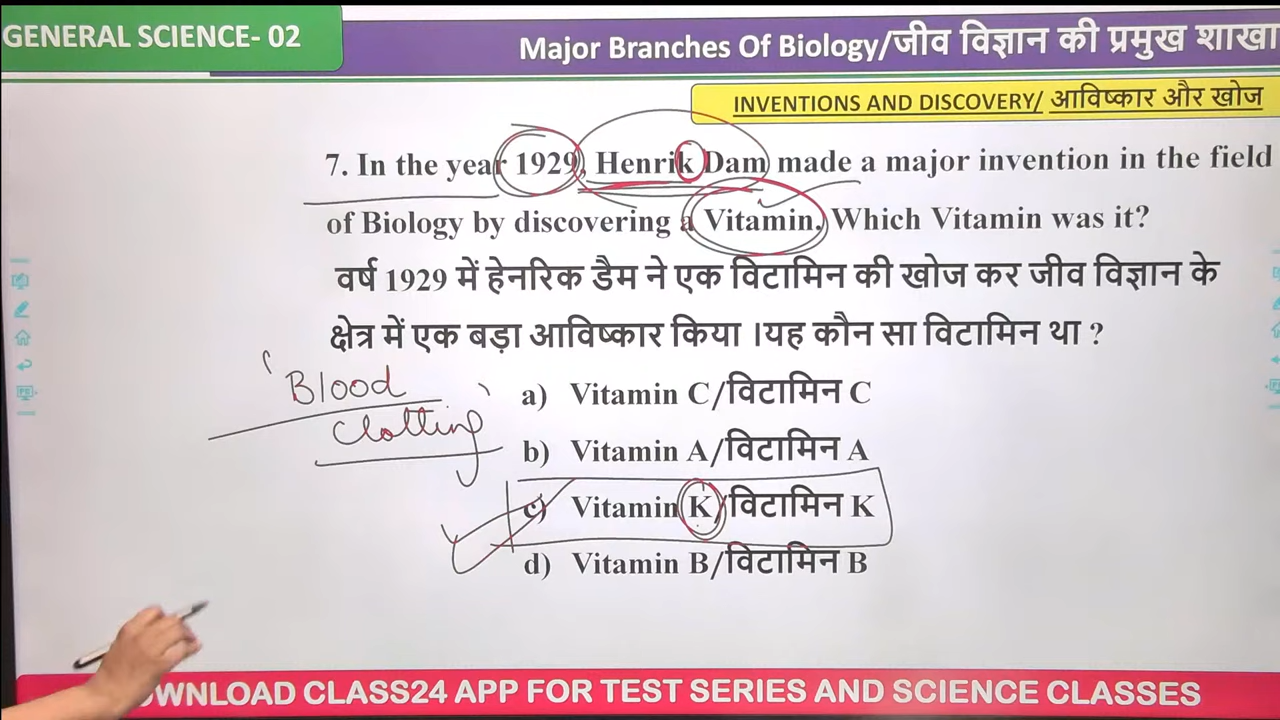 GENERAL SCIENCE- 02
Major Branches Of Biology/जीव विज्ञान की प्रमुख शाखा
INVENTIONS AND DISCOVERY/ आविष्कार और खोज
7. In the year 1929, Henrik Dam made a major invention in the field
of Biology by discovering a Vitamin. Which Vitamin was it?
वर्ष 1929 में हेनरिक डैम ने एक विटामिन की खोज कर जीव विज्ञान के
क्षेत्र में एक बड़ा आविष्कार किया ।यह कौन सा विटामिन था ?
Blood
Clotting
a) Vitamin C/विटामिन C
b) Vitamin A/विटामिन A
c) Vitamin K/विटामिन K
d) Vitamin B/विटामिन B
OWNLOAD CLASS24 APP FOR TEST SERIES AND SCIENCE CLASSES